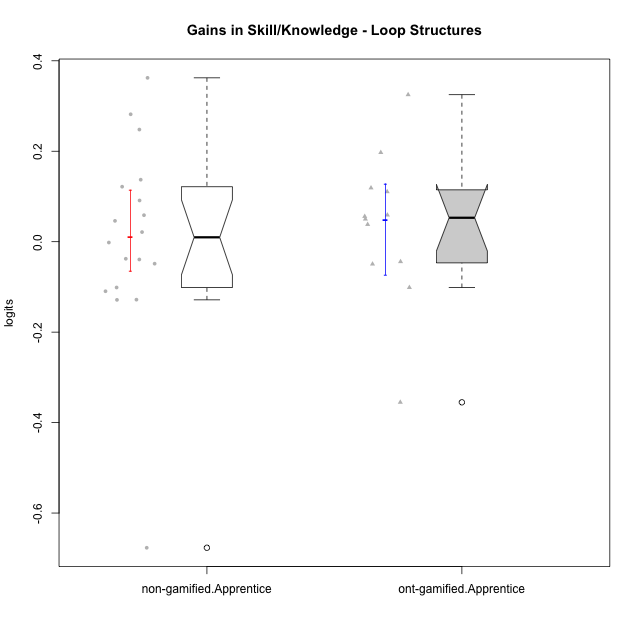 Gains in Skill/Knowledge - Loop Structures
logits
0.4
0.2
0.0
-0.2
-0.4
-0.6
non-gamified.Apprentice
ont-gamified.Apprentice